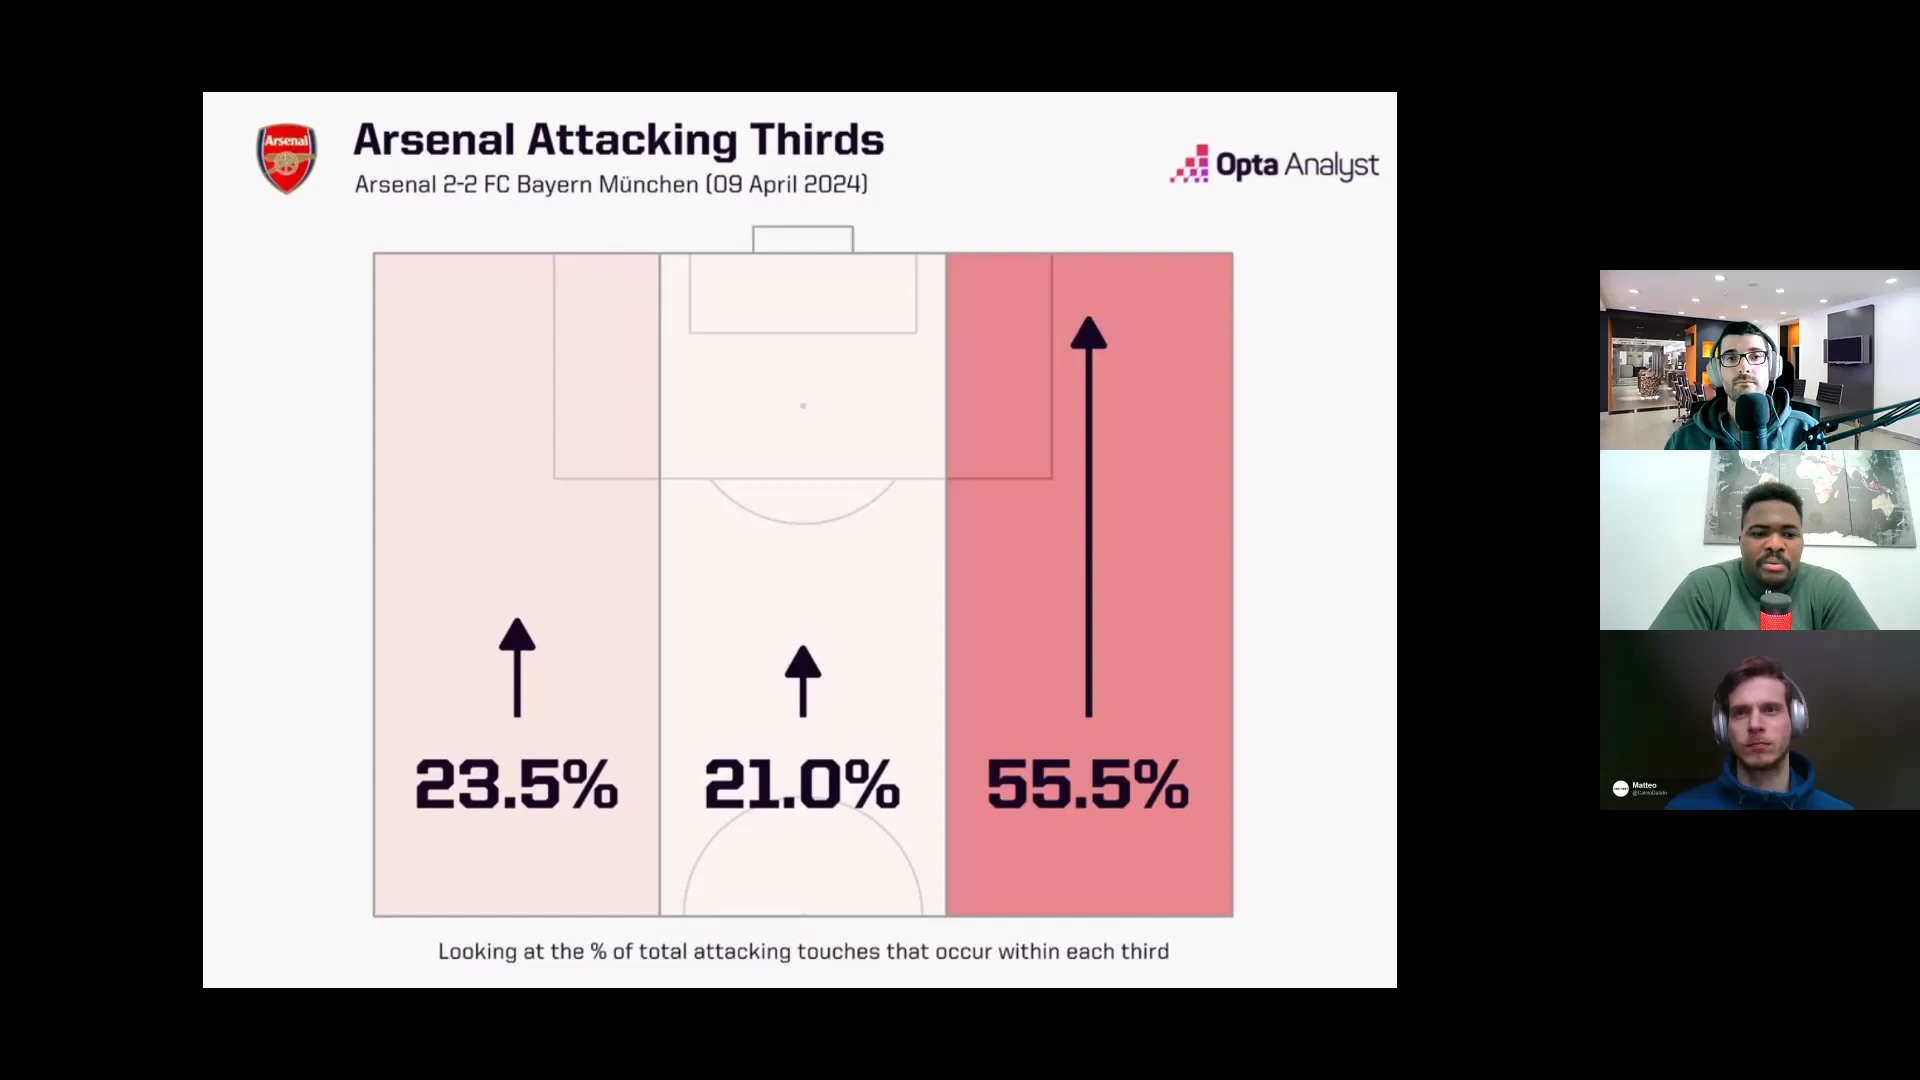 Arsenal
Arsenal Attacking Thirds
Arsenal 2-2 FC Bayern München (09 April 2024)
Opta Analyst
23.5%
21.0%
55.5%
Looking at the % of total attacking touches that occur within each third
Matteo